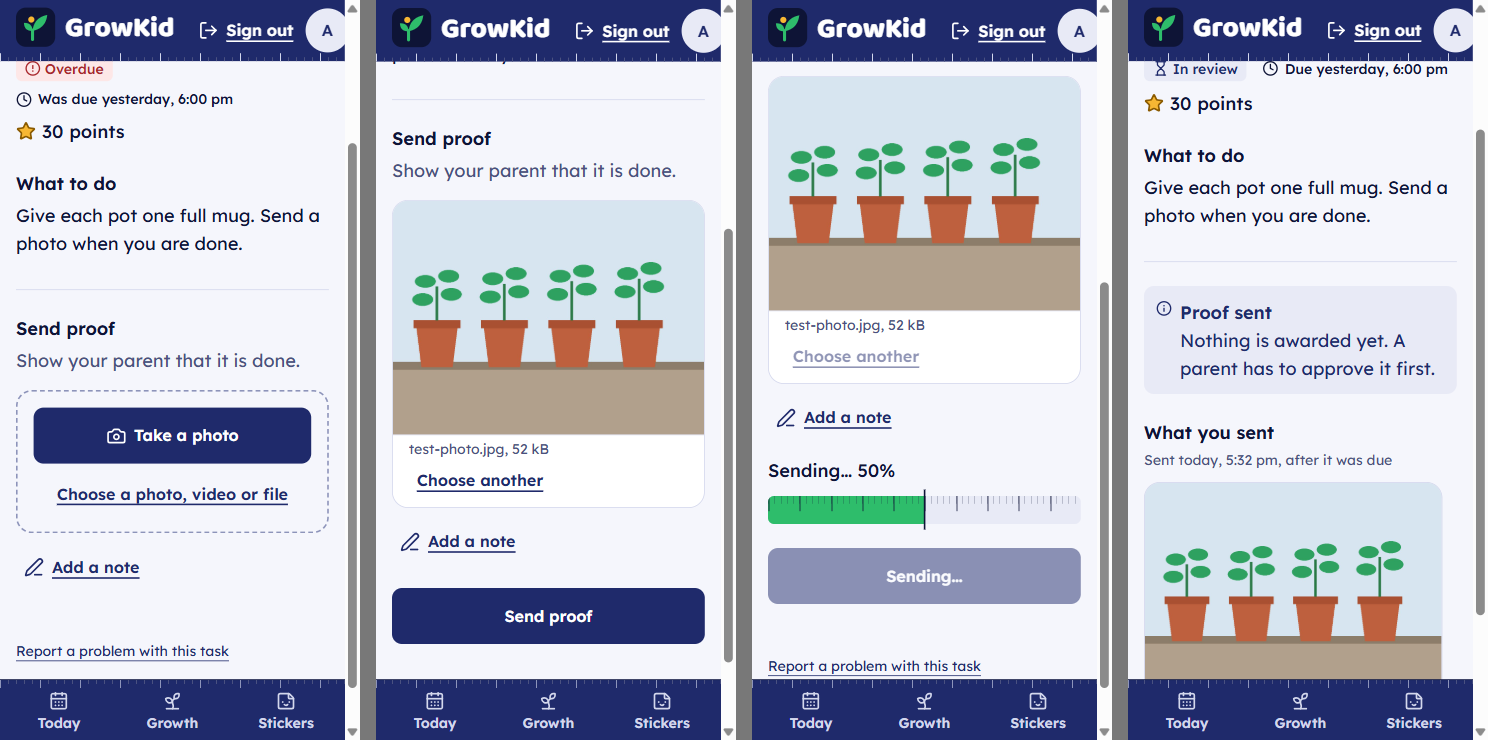 GrowKid
Sign out
A
Overdue
Was due yesterday, 6:00 pm
30 points
What to do
Give each pot one full mug. Send a
photo when you are done.
Send proof
Show your parent that it is done.
Take a photo
Choose a photo, video or file
Add a note
Report a problem with this task
Today
Growth
Stickers
GrowKid
Sign out
A
Send proof
Show your parent that it is done.
test-photo.jpg, 52 kB
Choose another
Add a note
Send proof
Today
Growth
Stickers
GrowKid
Sign out
A
test-photo.jpg, 52 kB
Choose another
Add a note
Sending... 50%
Sending...
Report a problem with this task
Today
Growth
Stickers
GrowKid
Sign out
A
In review
Due yesterday, 6:00 pm
30 points
What to do
Give each pot one full mug. Send a
photo when you are done.
Proof sent
Nothing is awarded yet. A
parent has to approve it first.
What you sent
Sent today, 5:32 pm, after it was due
Today
Growth
Stickers